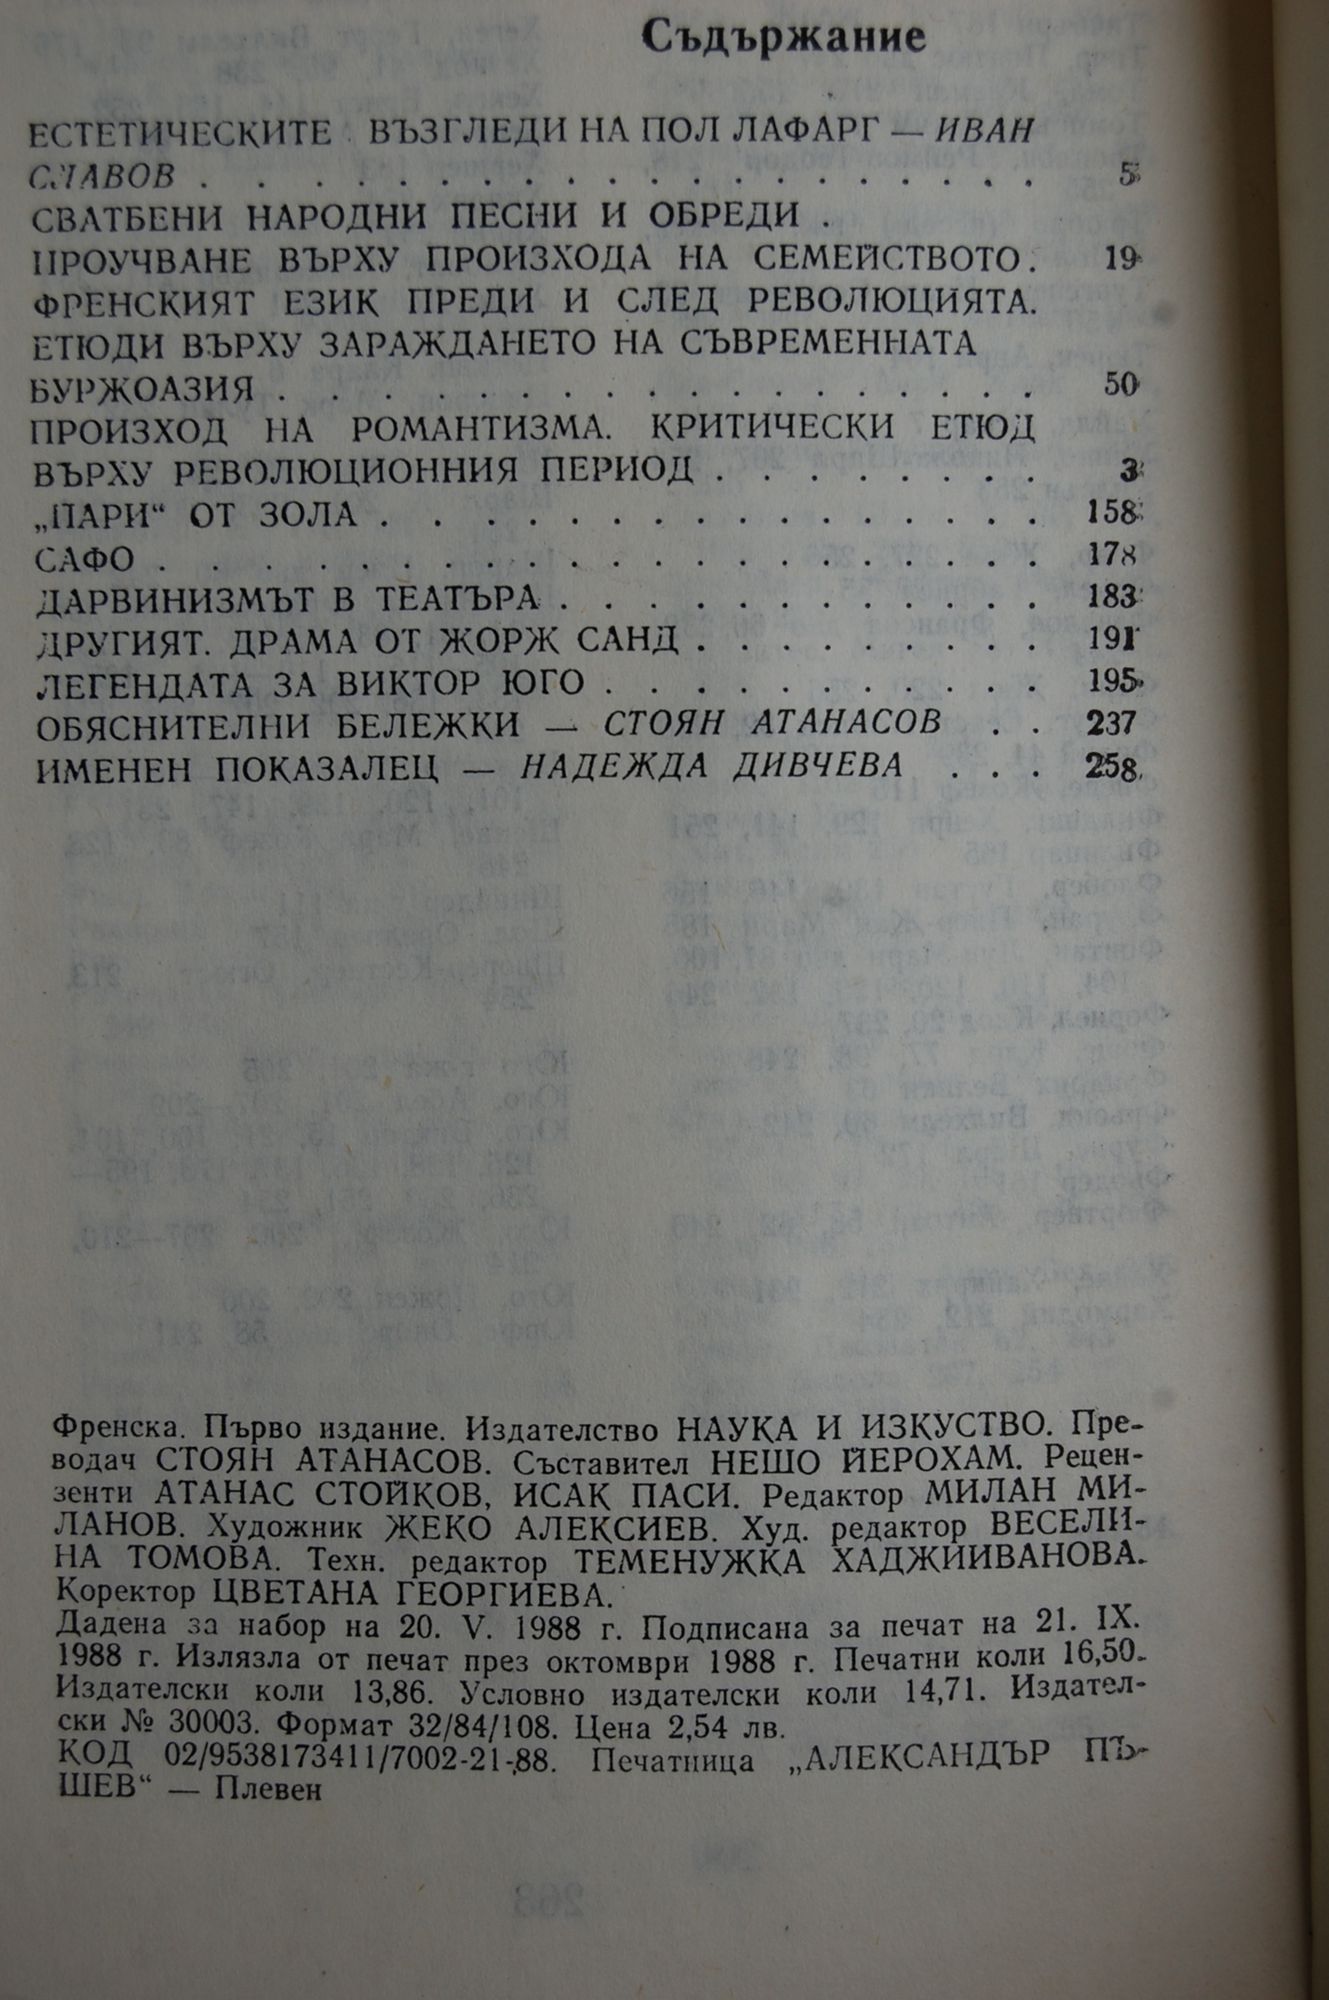 Съдържание
ЕСТЕТИЧЕСКИТЕ ВЪЗГЛЕДИ НА ПОЛ ЛАФАРГ — ИВАН
СЛАВОВ . . . . . . . . . . . . . . . . . . . . 5
СВАТБЕНИ НАРОДНИ ПЕСНИ И ОБРЕДИ .
ПРОУЧВАНЕ ВЪРХУ ПРОИЗХОДА НА СЕМЕЙСТВОТО. 19
ФРЕНСКИЯТ ЕЗИК ПРЕДИ И СЛЕД РЕВОЛЮЦИЯТА.
ЕТЮДИ ВЪРХУ ЗАРАЖДАНЕТО НА СЪВРЕМЕННАТА
БУРЖОАЗИЯ . . . . . . . . . . . . . . . . . . 50
ПРОИЗХОД НА РОМАНТИЗМА. КРИТИЧЕСКИ ЕТЮД
ВЪРХУ РЕВОЛЮЦИОННИЯ ПЕРИОД . . . . . . . . 3
„ПАРИ“ ОТ ЗОЛА . . . . . . . . . . . . . . . . 158
САФО . . . . . . . . . . . . . . . . . . . . . 178
ДАРВИНИЗМЪТ В ТЕАТЪРА . . . . . . . . . . . . 183
ДРУГИЯТ. ДРАМА ОТ ЖОРЖ САНД . . . . . . . . . 191
ЛЕГЕНДАТА ЗА ВИКТОР ЮГО . . . . . . . . . . . 195
ОБЯСНИТЕЛНИ БЕЛЕЖКИ — СТОЯН АТАНАСОВ . . 237
ИМЕНЕН ПОКАЗАЛЕЦ — НАДЕЖДА ДИВЧЕВА . . . 258
Френска. Първо издание. Издателство НАУКА И ИЗКУСТВО. Пре-
водач СТОЯН АТАНАСОВ. Съставител НЕШО ЙЕРОХАМ. Рецен-
зенти АТАНАС СТОЙКОВ, ИСАК ПАСИ. Редактор МИЛАН МИ-
ЛАНОВ. Художник ЖЕКО АЛЕКСИЕВ. Худ. редактор ВЕСЕЛИ-
НА ТОМОВА. Техн. редактор ТЕМЕНУЖКА ХАДЖИИВАНОВА.
Коректор ЦВЕТАНА ГЕОРГИЕВА.
Дадена за набор на 20. V. 1988 г. Подписана за печат на 21. IX.
1988 г. Излязла от печат през октомври 1988 г. Печатни коли 16,50.
Издателски коли 13,86. Условно издателски коли 14,71. Издател-
ски № 30003. Формат 32/84/108. Цена 2,54 лв.
КОД 02/9538173411/7002-21-88. Печатница „АЛЕКСАНДЪР ПЪ-
ШЕВ“ — Плевен